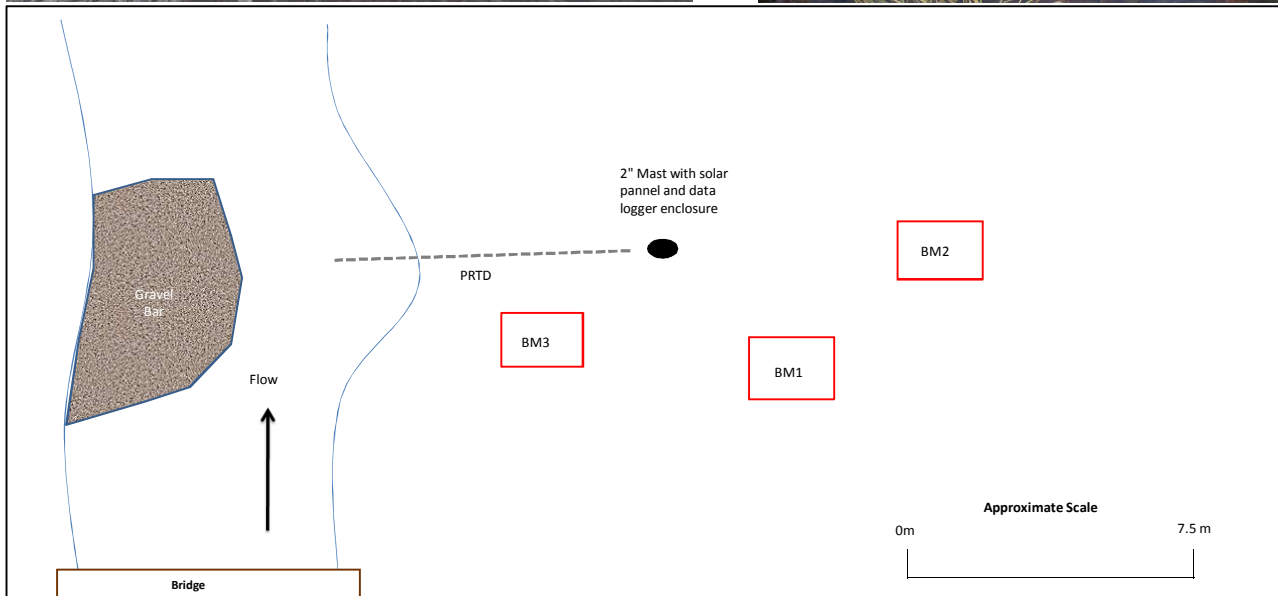 2" Mast with solar
pannel and data
logger enclosure
BM2
PRTD
Gravel
Bar
BM3
BM1
Flow
Approximate Scale
0m
7.5 m
Bridge